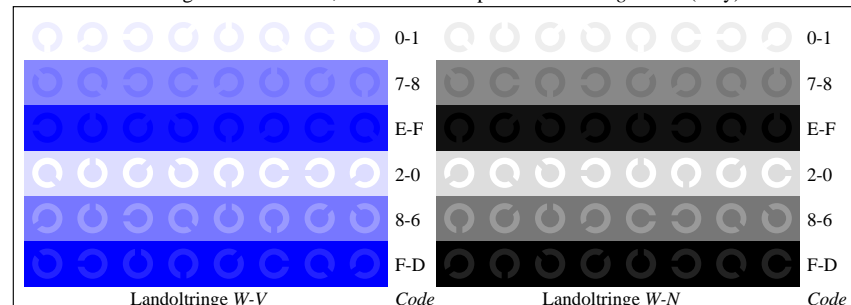 0-1 0-1
7-8 7-8
E-F E-F
2-0 2-0
8-6 8-6
F-D F-D
Landoltringe W-V Code Landoltringe W-N Code